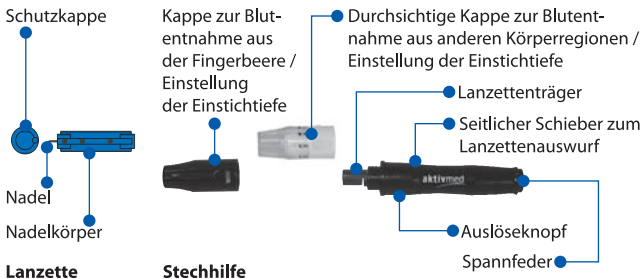 Schutzkappe
Kappe zur Blut-
entnahme aus
der Fingerbeere /
Einstellung
der Einstichtiefe
Durchsichtige Kappe zur Blutent-
nahme aus anderen Körperregionen /
Einstellung der Einstichtiefe
Lanzettenträger
Seitlicher Schieber zum
Lanzettenauswurf
aktivmed
Nadel
Nadelkörper
Auslöseknopf
Spannfeder
Lanzette
Stechhilfe